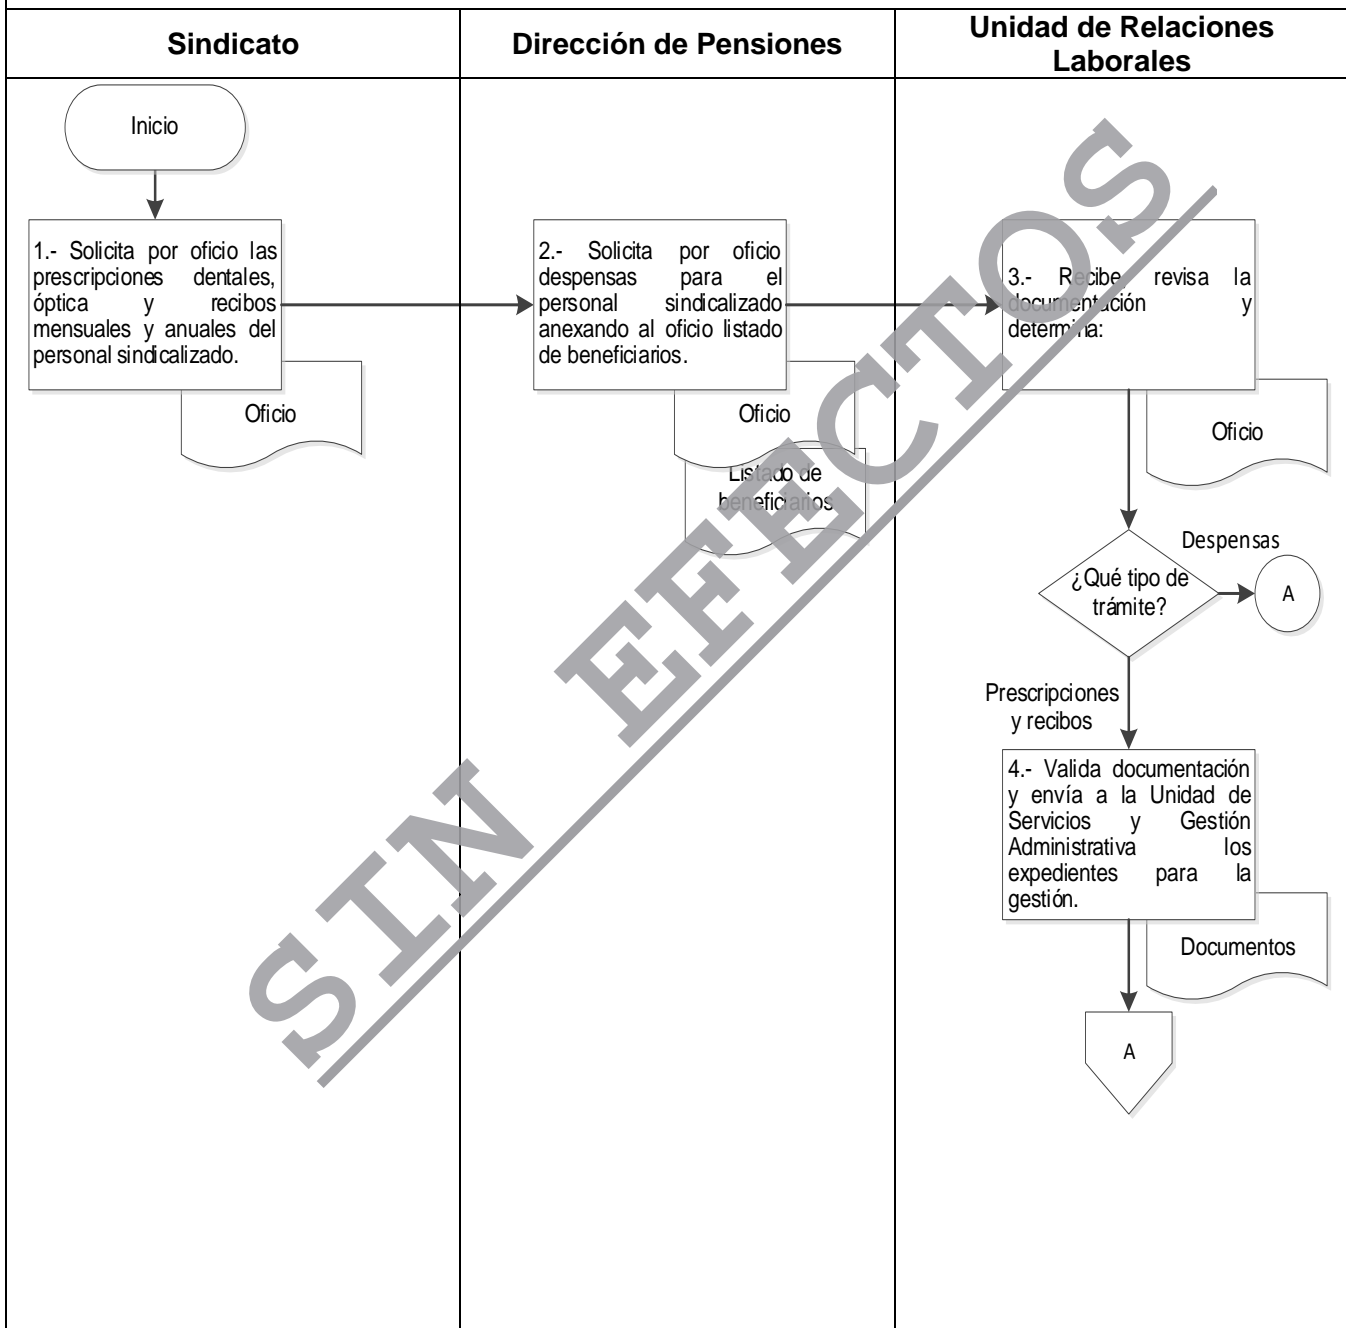 Sindicato
Dirección de Pensiones
Unidad de Relaciones
Laborales
Inicio
1.- Solicita por oficio las
prescripciones dentales,
óptica y recibos
mensuales y anuales del
personal sindicalizado.
Oficio
2.- Solicita por oficio
despensas para el
personal sindicalizado
anexando al oficio listado
de beneficiarios.
Oficio
Listado de
beneficiarios
3.- Recibe, revisa la
documentación y
determina:
Oficio
¿Qué tipo de
trámite?
Despensas
A
Prescripciones
y recibos
4.- Valida documentación
y envía a la Unidad de
Servicios y Gestión
Administrativa los
expedientes para la
gestión.
Documentos
A
SIN EFECTOS